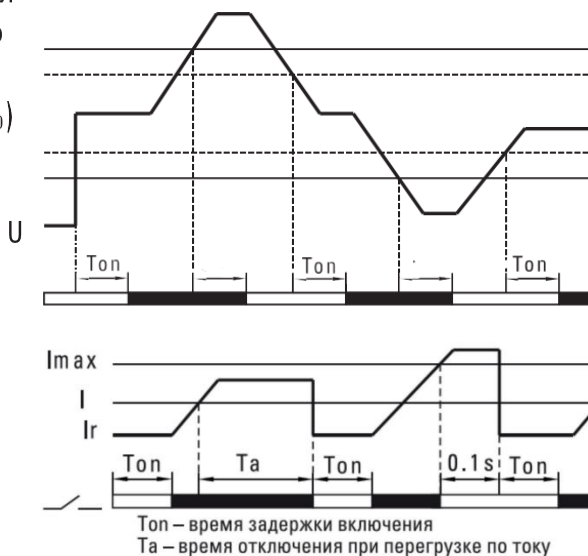 U
Ton Ton Ton
Imax
I
Ir
Ton Ta Ton 0.1s Ton
Ton – время задержки включения
Ta – время отключения при перегрузке по току